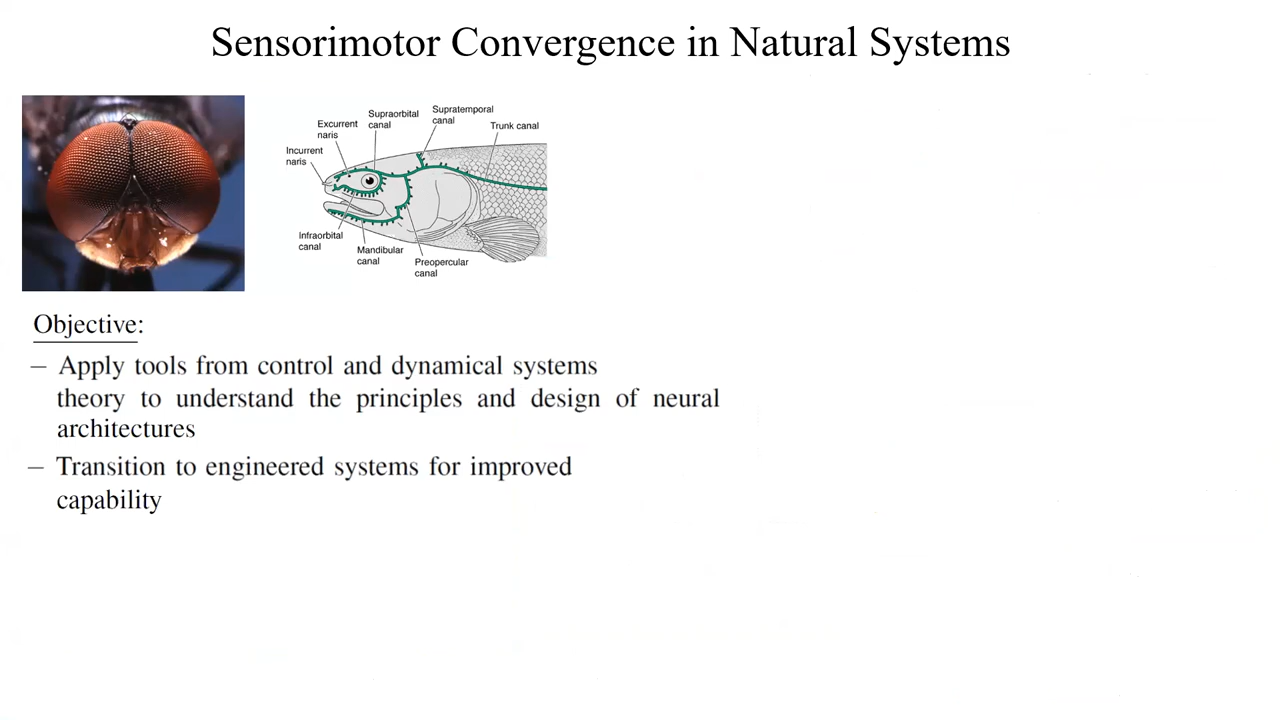 Sensorimotor Convergence in Natural Systems
Supratemporal
canal
Supraorbital
canal
Excurrent
naris
Trunk canal
Incurrent
naris
Infraorbital
canal
Mandibular
canal
Preopercular
canal
Objective:
– Apply tools from control and dynamical systems
theory to understand the principles and design of neural
architectures
– Transition to engineered systems for improved
capability